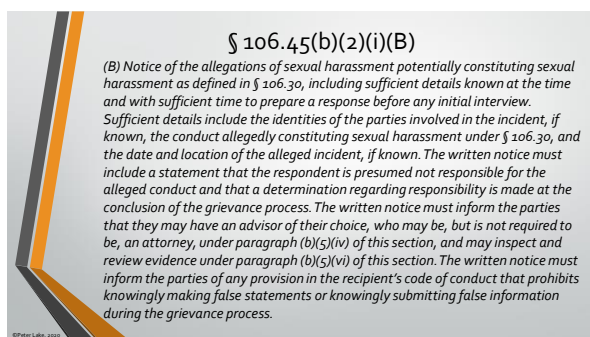 § 106.45(b)(2)(i)(B)
(B) Notice of the allegations of sexual harassment potentially constituting sexual
harassment as defined in § 106.30, including sufficient details known at the time
and with sufficient time to prepare a response before any initial interview.
Sufficient details include the identities of the parties involved in the incident, if
known, the conduct allegedly constituting sexual harassment under § 106.30, and
the date and location of the alleged incident, if known. The written notice must
include a statement that the respondent is presumed not responsible for the
alleged conduct and that a determination regarding responsibility is made at the
conclusion of the grievance process. The written notice must inform the parties
that they may have an advisor of their choice, who may be, but is not required to
be, an attorney, under paragraph (b)(5)(iv) of this section, and may inspect and
review evidence under paragraph (b)(5)(vi) of this section. The written notice must
inform the parties of any provision in the recipient's code of conduct that prohibits
knowingly making false statements or knowingly submitting false information
during the grievance process.
©Peter Lake, 2020